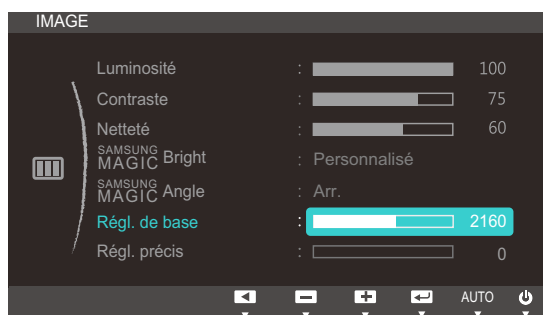 IMAGE
Luminosité : 100
Contraste : 75
Netteté : 60
SAMSUNG MAGIC Bright : Personnalisé
SAMSUNG MAGIC Angle : Arr.
Régl. de base : 2160
Régl. précis : 0
AUTO